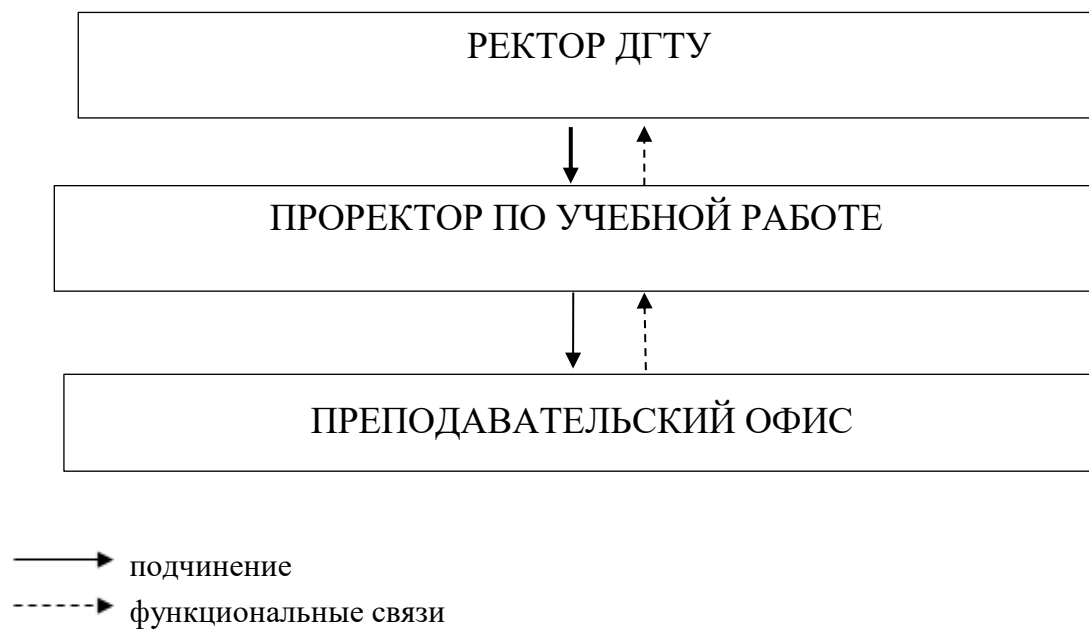 РЕКТОР ДГТУ
ПРОРЕКТОР ПО УЧЕБНОЙ РАБОТЕ
ПРЕПОДАВАТЕЛЬСКИЙ ОФИС
подчинение
функциональные связи